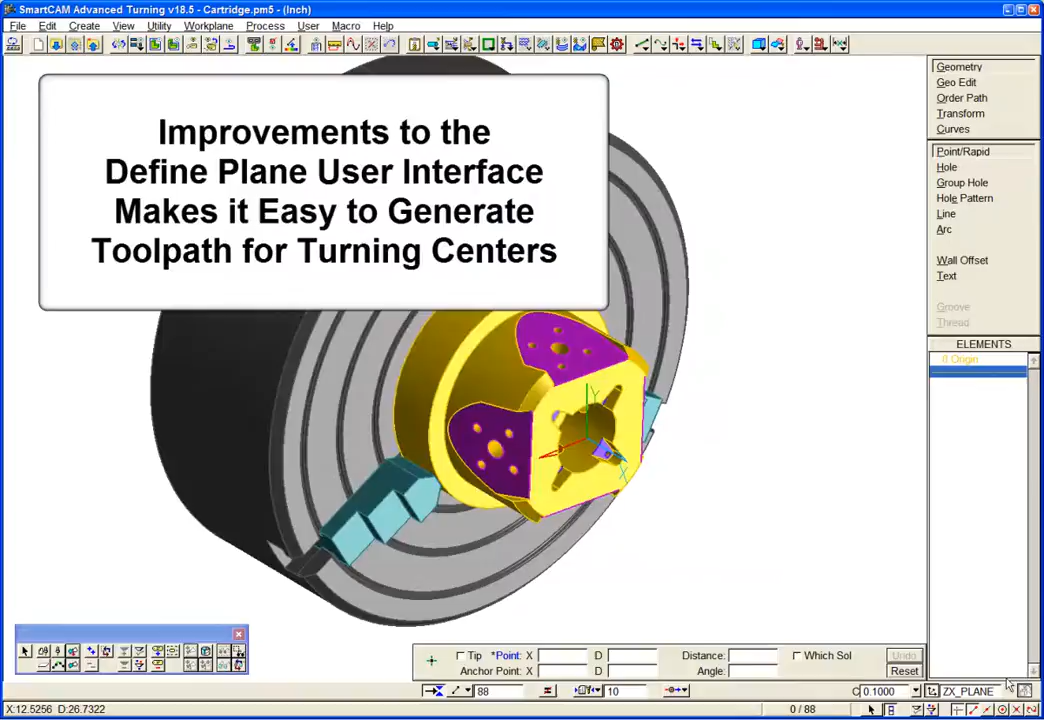 SmartCAM Advanced Turning v18.5 - Cartridge.pm5 - (Inch)
File Edit Create View Utility Workplane Process User Macro Help
Improvements to the
Define Plane User Interface
Makes it Easy to Generate
Toolpath for Turning Centers
Geometry
Geo Edit
Order Path
Transform
Curves
Point/Rapid
Hole
Group Hole
Hole Pattern
Line
Arc
Wall Offset
Text
Groove
Thread
ELEMENTS
0 Origin
Y
X
Tip *Point: X D Distance: Which Sol Undo
Anchor Point: X D Angle: Reset
88 10 C 0.1000 ZX_PLANE
X:12.5256 D:26.7322 0 / 88